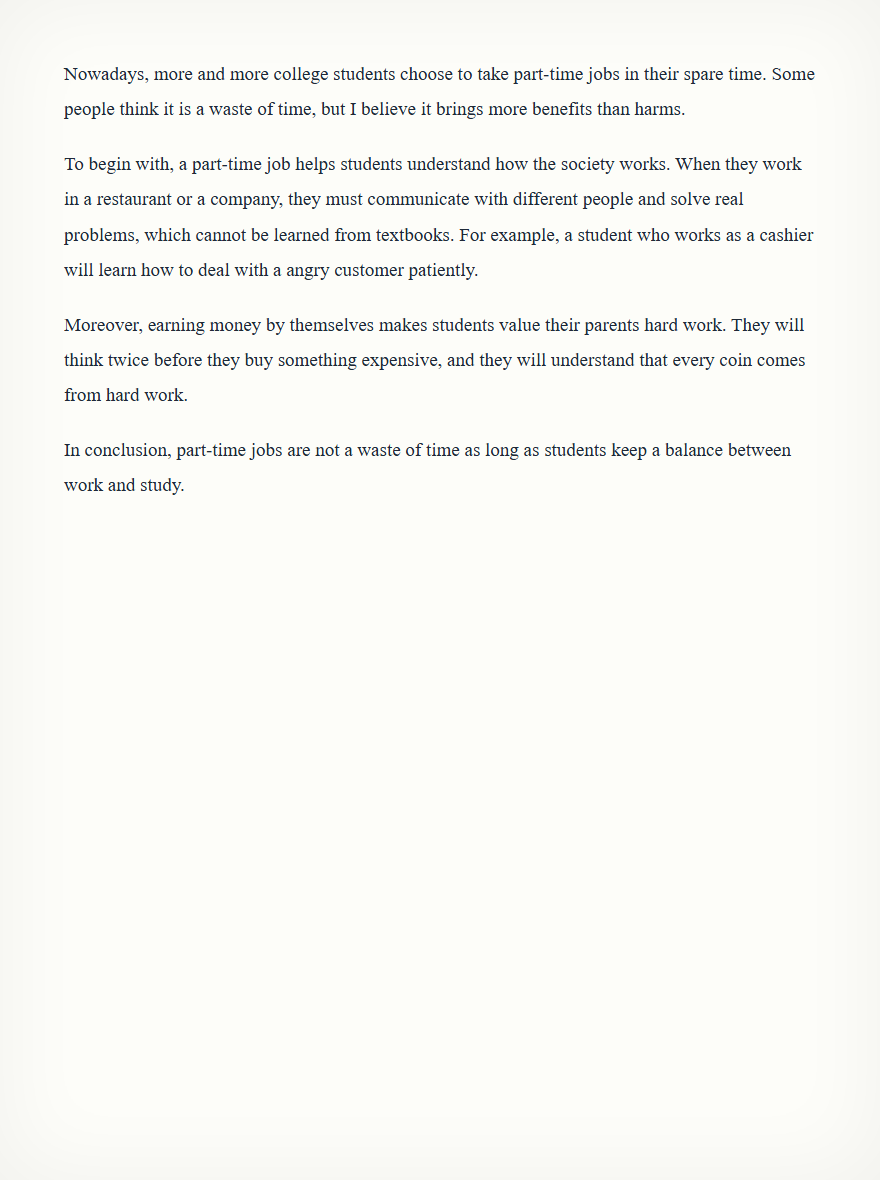 Nowadays, more and more college students choose to take part-time jobs in their spare time. Some
people think it is a waste of time, but I believe it brings more benefits than harms.
To begin with, a part-time job helps students understand how the society works. When they work
in a restaurant or a company, they must communicate with different people and solve real
problems, which cannot be learned from textbooks. For example, a student who works as a cashier
will learn how to deal with a angry customer patiently.
Moreover, earning money by themselves makes students value their parents hard work. They will
think twice before they buy something expensive, and they will understand that every coin comes
from hard work.
In conclusion, part-time jobs are not a waste of time as long as students keep a balance between
work and study.